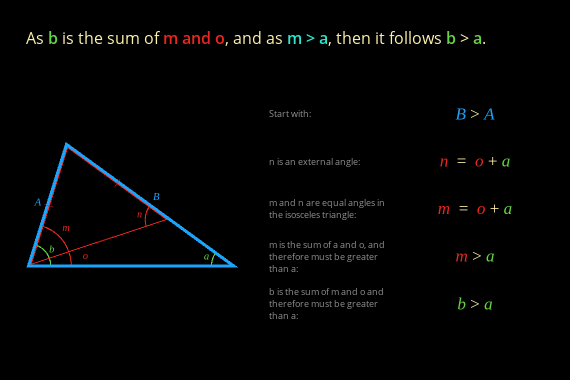 As b is the sum of m and o, and as m > a, then it follows b > a.
Start with:
B > A
n is an external angle:
n = o + a
m and n are equal angles in
the isosceles triangle:
m = o + a
m is the sum of a and o, and
therefore must be greater
than a:
m > a
b is the sum of m and o and
therefore must be greater
than a:
b > a
A
B
n
m
b
o
a